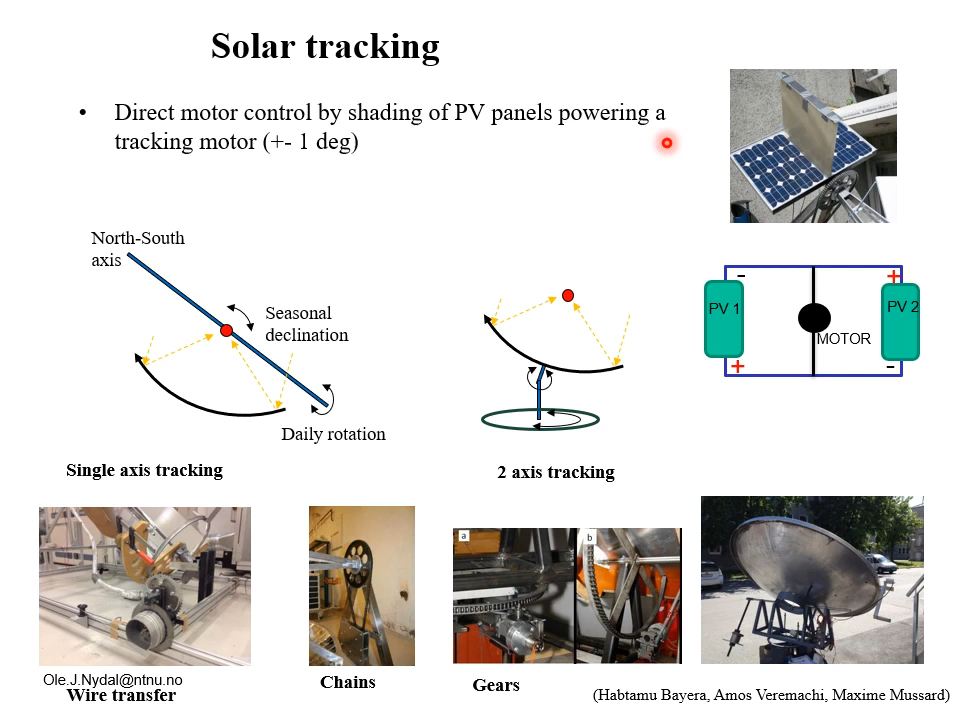 Solar tracking
• Direct motor control by shading of PV panels powering a
tracking motor (+- 1 deg)
North-South
axis
Seasonal
declination
Daily rotation
- +
PV 1
PV 2
MOTOR
+ -
Single axis tracking
2 axis tracking
a
b
Ole.J.Nydal@ntnu.no
Wire transfer
Chains
Gears
(Habtamu Bayera, Amos Veremachi, Maxime Mussard)